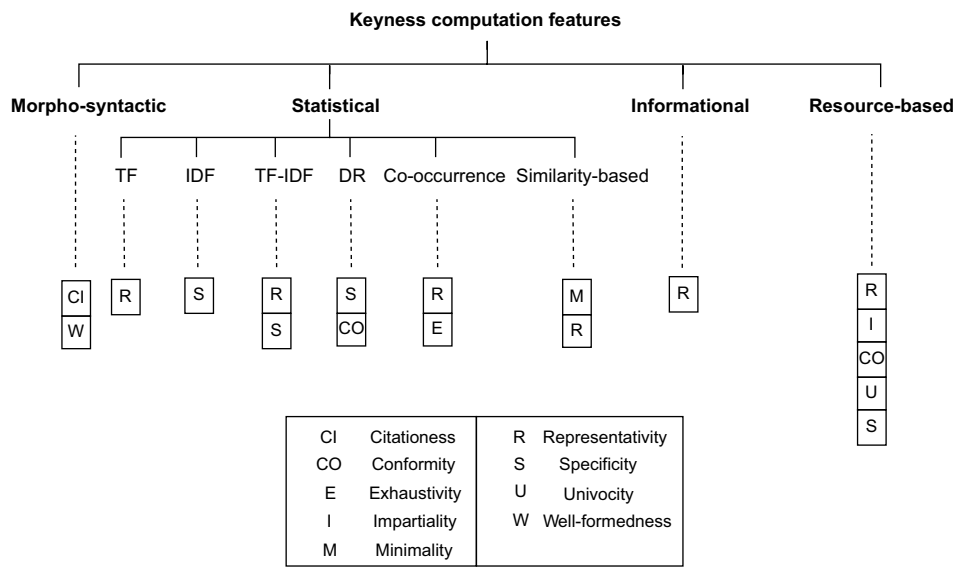 Keyness computation features
Morpho-syntactic Statistical Informational Resource-based
TF IDF TF-IDF DR Co-occurrence Similarity-based
CI R S R S R M R R
W S CO E R I
CO
U
S
CI Citationess
CO Conformity
E Exhaustivity
I Impartiality
M Minimality
R Representativity
S Specificity
U Univocity
W Well-formedness